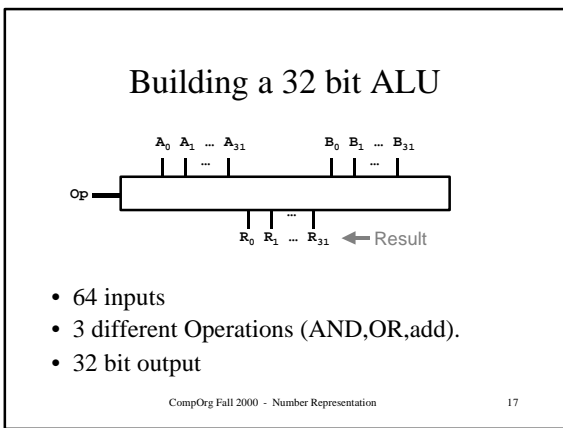 Building a 32 bit ALU
A₀ A₁ … A₃₁ B₀ B₁ … B₃₁
… …
Op
…
R₀ R₁ … R₃₁ Result
• 64 inputs
• 3 different Operations (AND,OR,add).
• 32 bit output
CompOrg Fall 2000 - Number Representation 17